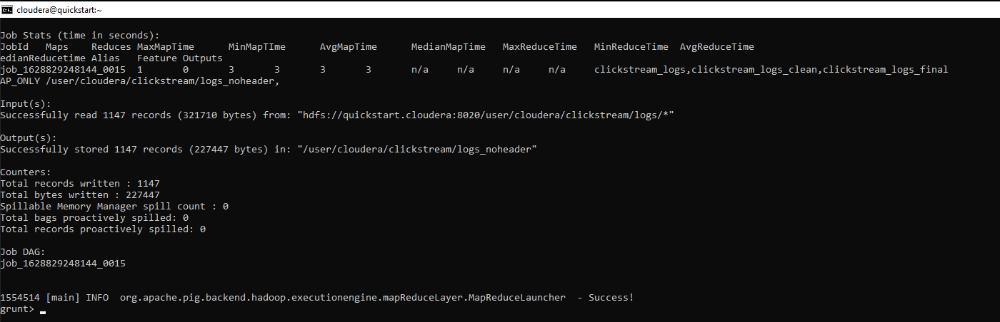 cloudera@quickstart:~
Job Stats (time in seconds):
JobId   Maps    Reduces MaxMapTime      MinMapTIme      AvgMapTime      MedianMapTime   MaxReduceTime   MinReduceTime   AvgReduceTime
edianReducetime Alias   Feature Outputs
job_1628829248144_0015  1       0       3       3       3       3       n/a     n/a     n/a     n/a     clickstream_logs,clickstream_logs_clean,clickstream_logs_final
AP_ONLY /user/cloudera/clickstream/logs_noheader,
Input(s):
Successfully read 1147 records (321710 bytes) from: "hdfs://quickstart.cloudera:8020/user/cloudera/clickstream/logs/*"
Output(s):
Successfully stored 1147 records (227447 bytes) in: "/user/cloudera/clickstream/logs_noheader"
Counters:
Total records written : 1147
Total bytes written : 227447
Spillable Memory Manager spill count : 0
Total bags proactively spilled: 0
Total records proactively spilled: 0
Job DAG:
job_1628829248144_0015
1554514 [main] INFO  org.apache.pig.backend.hadoop.executionengine.mapReduceLayer.MapReduceLauncher  - Success!
grunt>